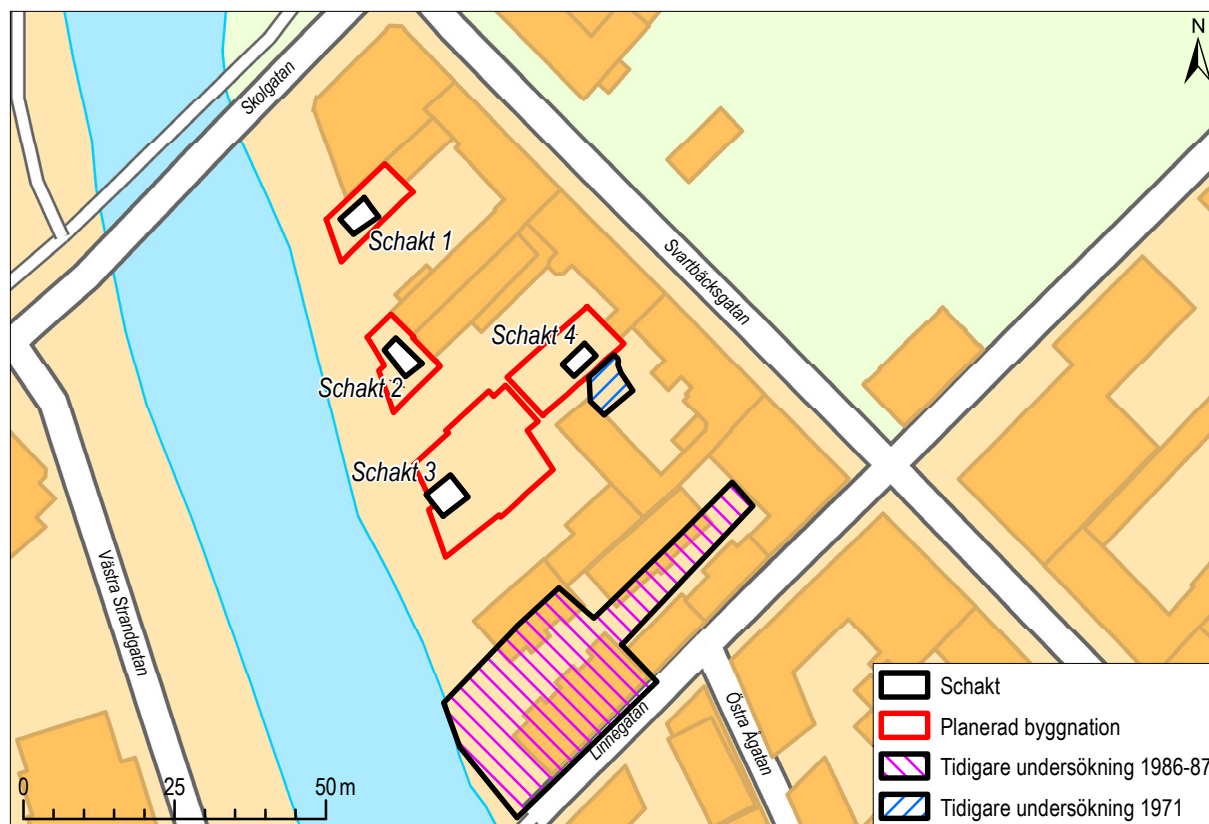 N
Skolgatan
Schakt 1
Svartbäcksgatan
Schakt 4
Schakt 2
Schakt 3
Västra Strandgatan
Linnégatan
Östra Ågatan
Schakt
Planerad byggnation
Tidigare undersökning 1986-87
Tidigare undersökning 1971
0 25 50 m